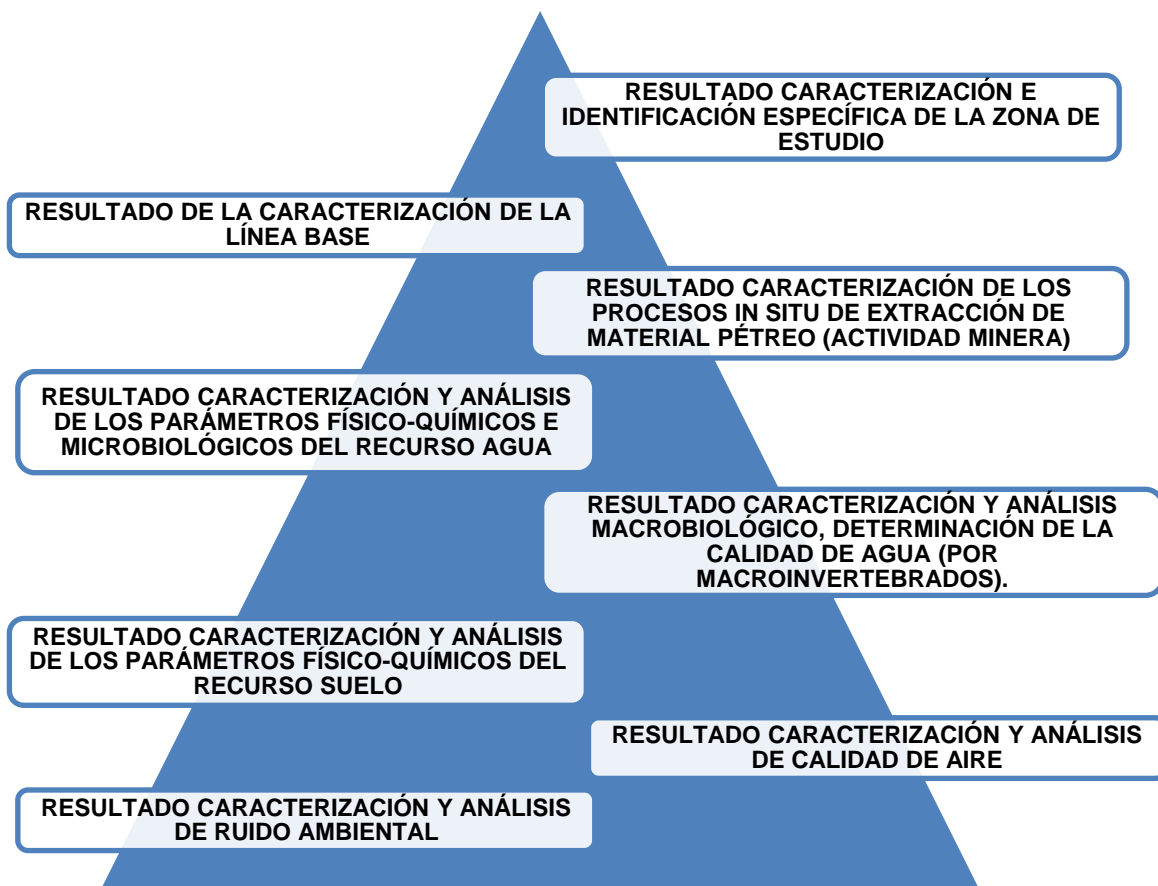 RESULTADO CARACTERIZACIÓN E
IDENTIFICACIÓN ESPECÍFICA DE LA ZONA DE
ESTUDIO
RESULTADO DE LA CARACTERIZACIÓN DE LA
LÍNEA BASE
RESULTADO CARACTERIZACIÓN DE LOS
PROCESOS IN SITU DE EXTRACCIÓN DE
MATERIAL PÉTREO (ACTIVIDAD MINERA)
RESULTADO CARACTERIZACIÓN Y ANÁLISIS
DE LOS PARÁMETROS FÍSICO-QUÍMICOS E
MICROBIOLÓGICOS DEL RECURSO AGUA
RESULTADO CARACTERIZACIÓN Y ANÁLISIS
MACROBIOLÓGICO, DETERMINACIÓN DE LA
CALIDAD DE AGUA (POR
MACROINVERTEBRADOS).
RESULTADO CARACTERIZACIÓN Y ANÁLISIS
DE LOS PARÁMETROS FÍSICO-QUÍMICOS DEL
RECURSO SUELO
RESULTADO CARACTERIZACIÓN Y ANÁLISIS
DE CALIDAD DE AIRE
RESULTADO CARACTERIZACIÓN Y ANÁLISIS
DE RUIDO AMBIENTAL